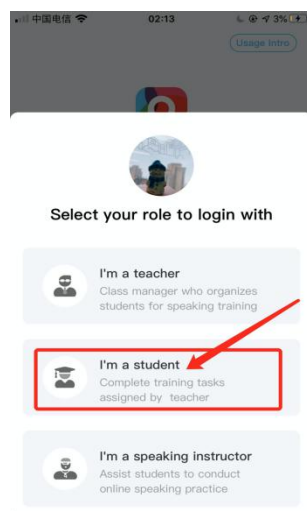 中国电信 02:13 3%
Usage intro
Select your role to login with
I'm a teacher
Class manager who organizes
students for speaking training
I'm a student
Complete training tasks
assigned by teacher
I'm a speaking instructor
Assist students to conduct
online speaking practice